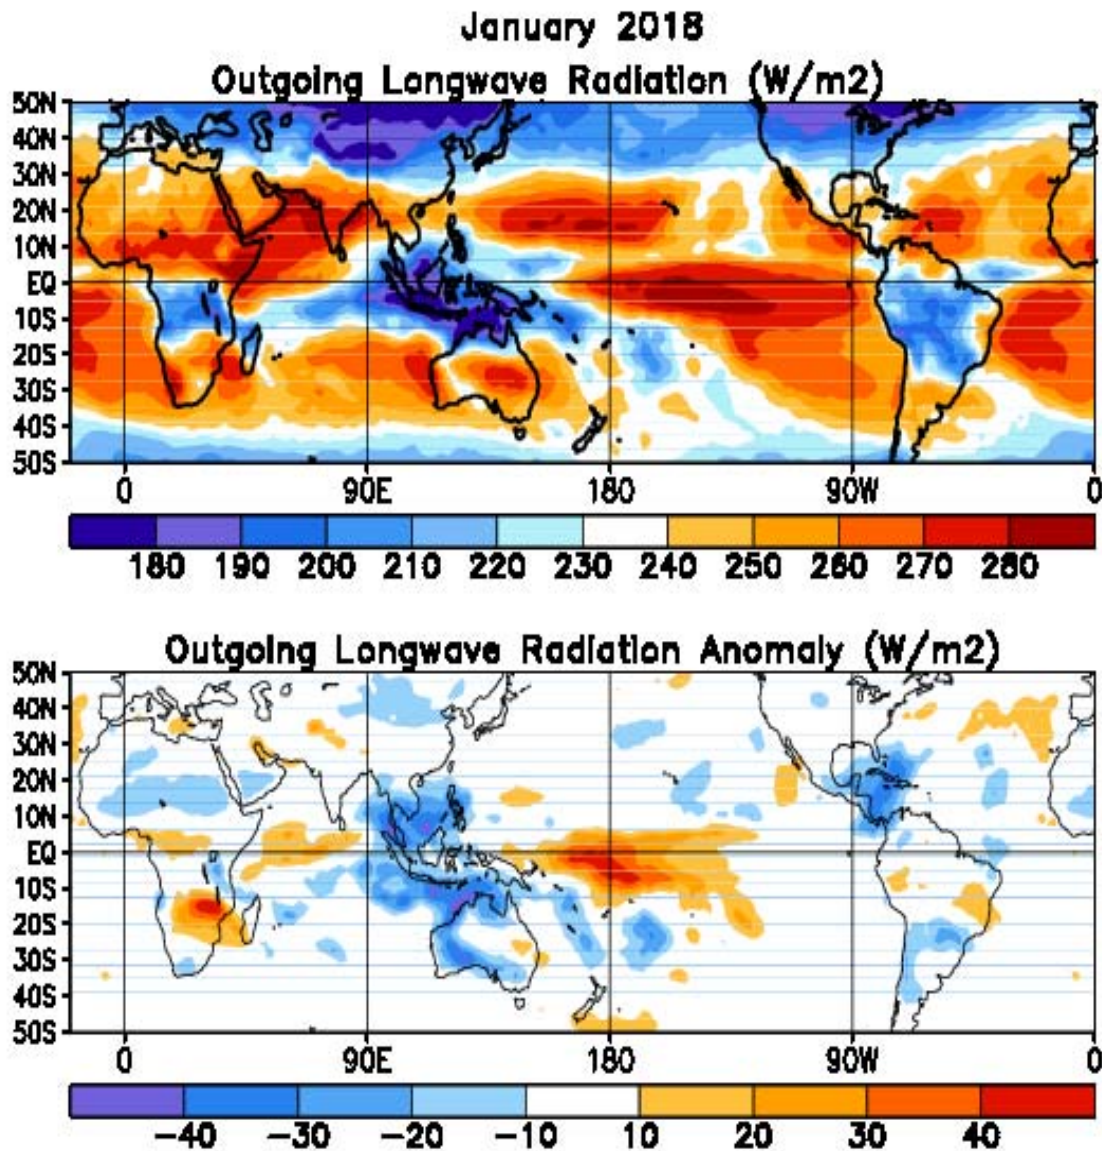 January 2018
Outgoing Longwave Radiation (W/m2)
50N
40N
30N
20N
10N
EQ
10S
20S
30S
40S
50S
0 90E 180 90W 0
180 190 200 210 220 230 240 250 260 270 280
Outgoing Longwave Radiation Anomaly (W/m2)
50N
40N
30N
20N
10N
EQ
10S
20S
30S
40S
50S
0 90E 180 90W 0
−40 −30 −20 −10 10 20 30 40